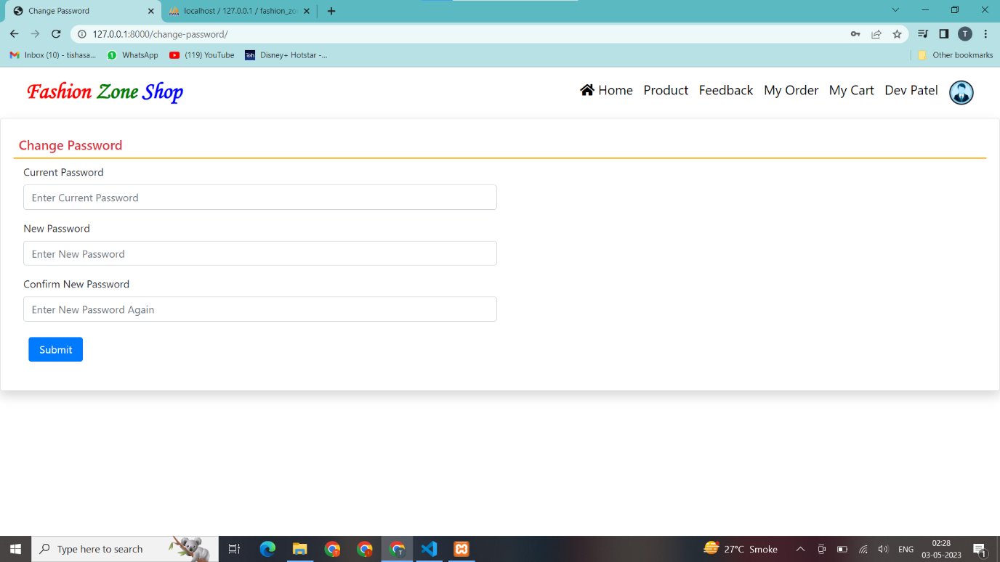 Change Password
localhost / 127.0.0.1 / fashion_zo
127.0.0.1:8000/change-password/
T
Inbox (10) - tishasa...
WhatsApp
(119) YouTube
Disney+ Hotstar -...
Other bookmarks
Fashion Zone Shop
Home
Product
Feedback
My Order
My Cart
Dev Patel
Change Password
Current Password
Enter Current Password
New Password
Enter New Password
Confirm New Password
Enter New Password Again
Submit
Type here to search
27°C Smoke
ENG
02:28
03-05-2023
1